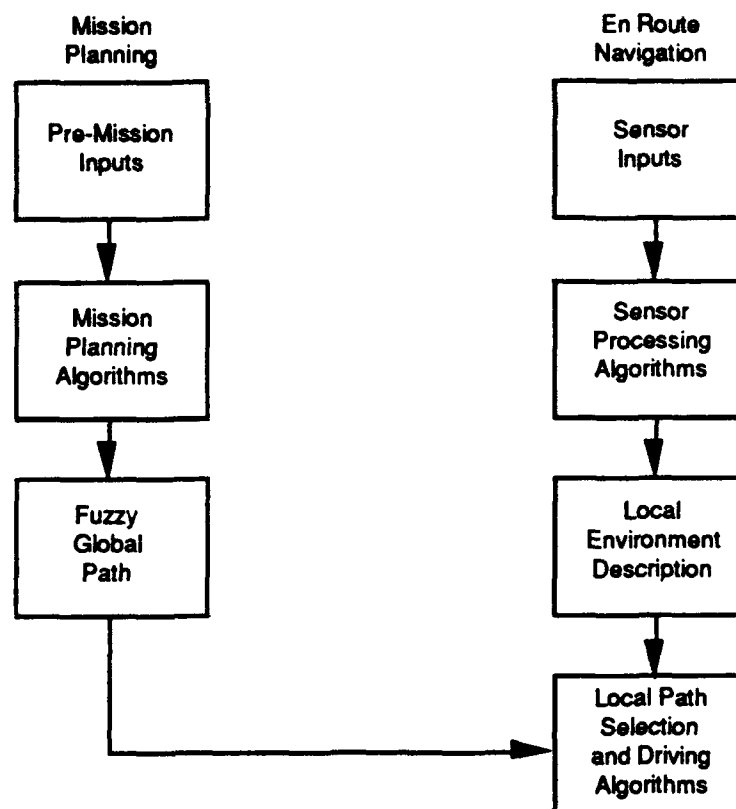 Mission
Planning
Pre-Mission
Inputs
Mission
Planning
Algorithms
Fuzzy
Global
Path
En Route
Navigation
Sensor
Inputs
Sensor
Processing
Algorithms
Local
Environment
Description
Local Path
Selection
and Driving
Algorithms